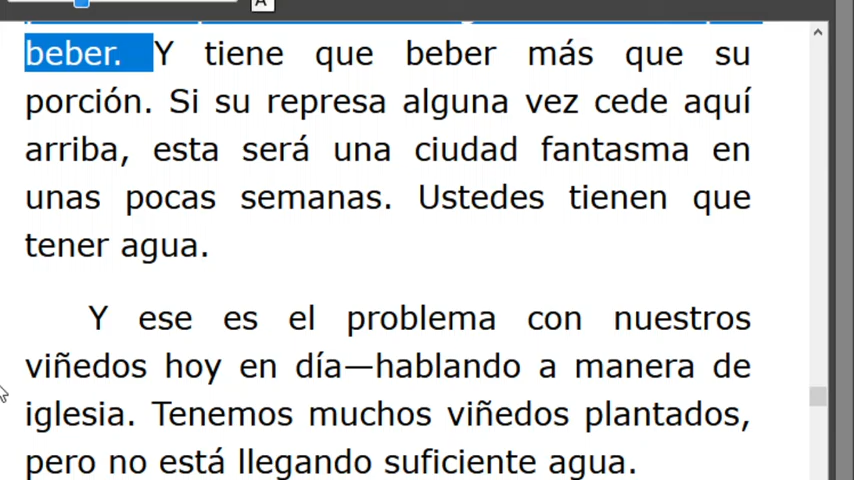 beber. Y tiene que beber más que su
porción. Si su represa alguna vez cede aquí
arriba, esta será una ciudad fantasma en
unas pocas semanas. Ustedes tienen que
tener agua.
Y ese es el problema con nuestros
viñedos hoy en día—hablando a manera de
iglesia. Tenemos muchos viñedos plantados,
pero no está llegando suficiente agua.